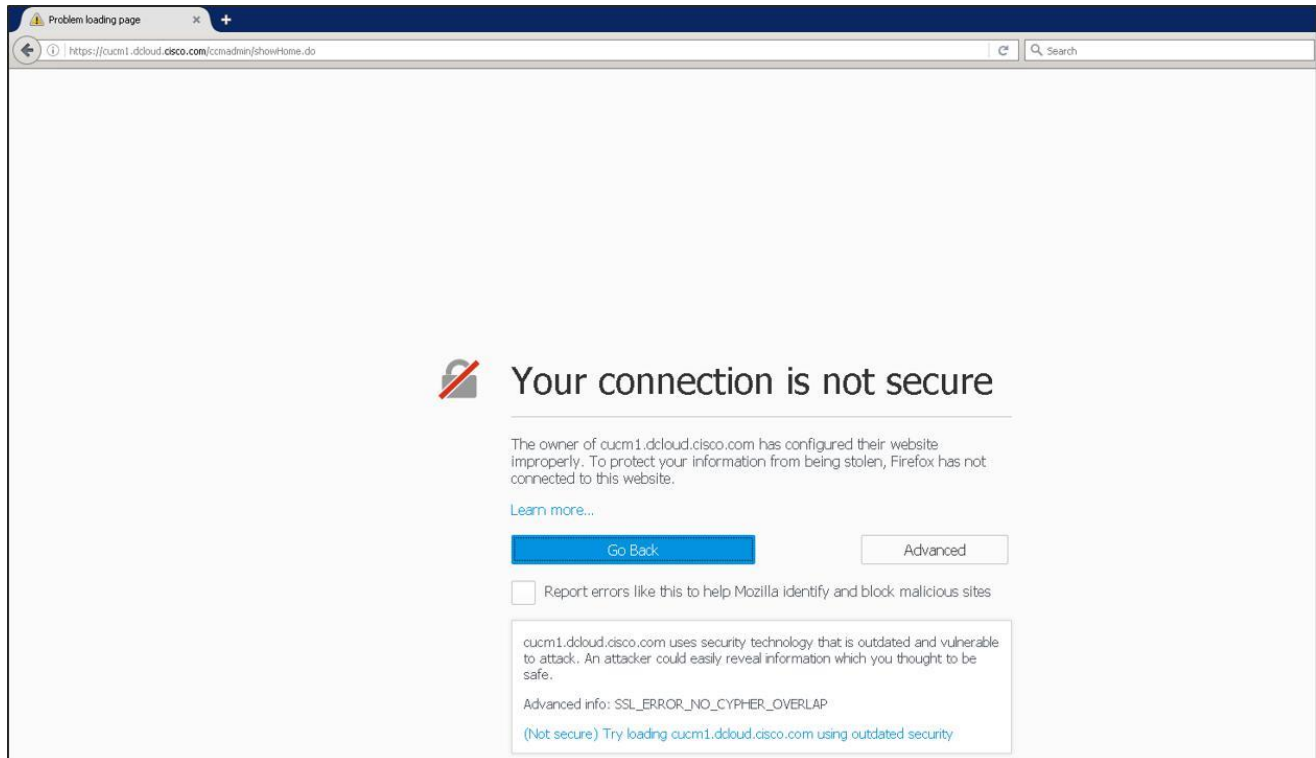 Problem loading page
https://cucm1.dcloud.cisco.com/ccmadmin/showHome.do
Search
Your connection is not secure
The owner of cucm1.dcloud.cisco.com has configured their website
improperly. To protect your information from being stolen, Firefox has not
connected to this website.
Learn more...
Go Back
Advanced
Report errors like this to help Mozilla identify and block malicious sites
cucm1.dcloud.cisco.com uses security technology that is outdated and vulnerable
to attack. An attacker could easily reveal information which you thought to be
safe.
Advanced info: SSL_ERROR_NO_CYPHER_OVERLAP
(Not secure) Try loading cucm1.dcloud.cisco.com using outdated security